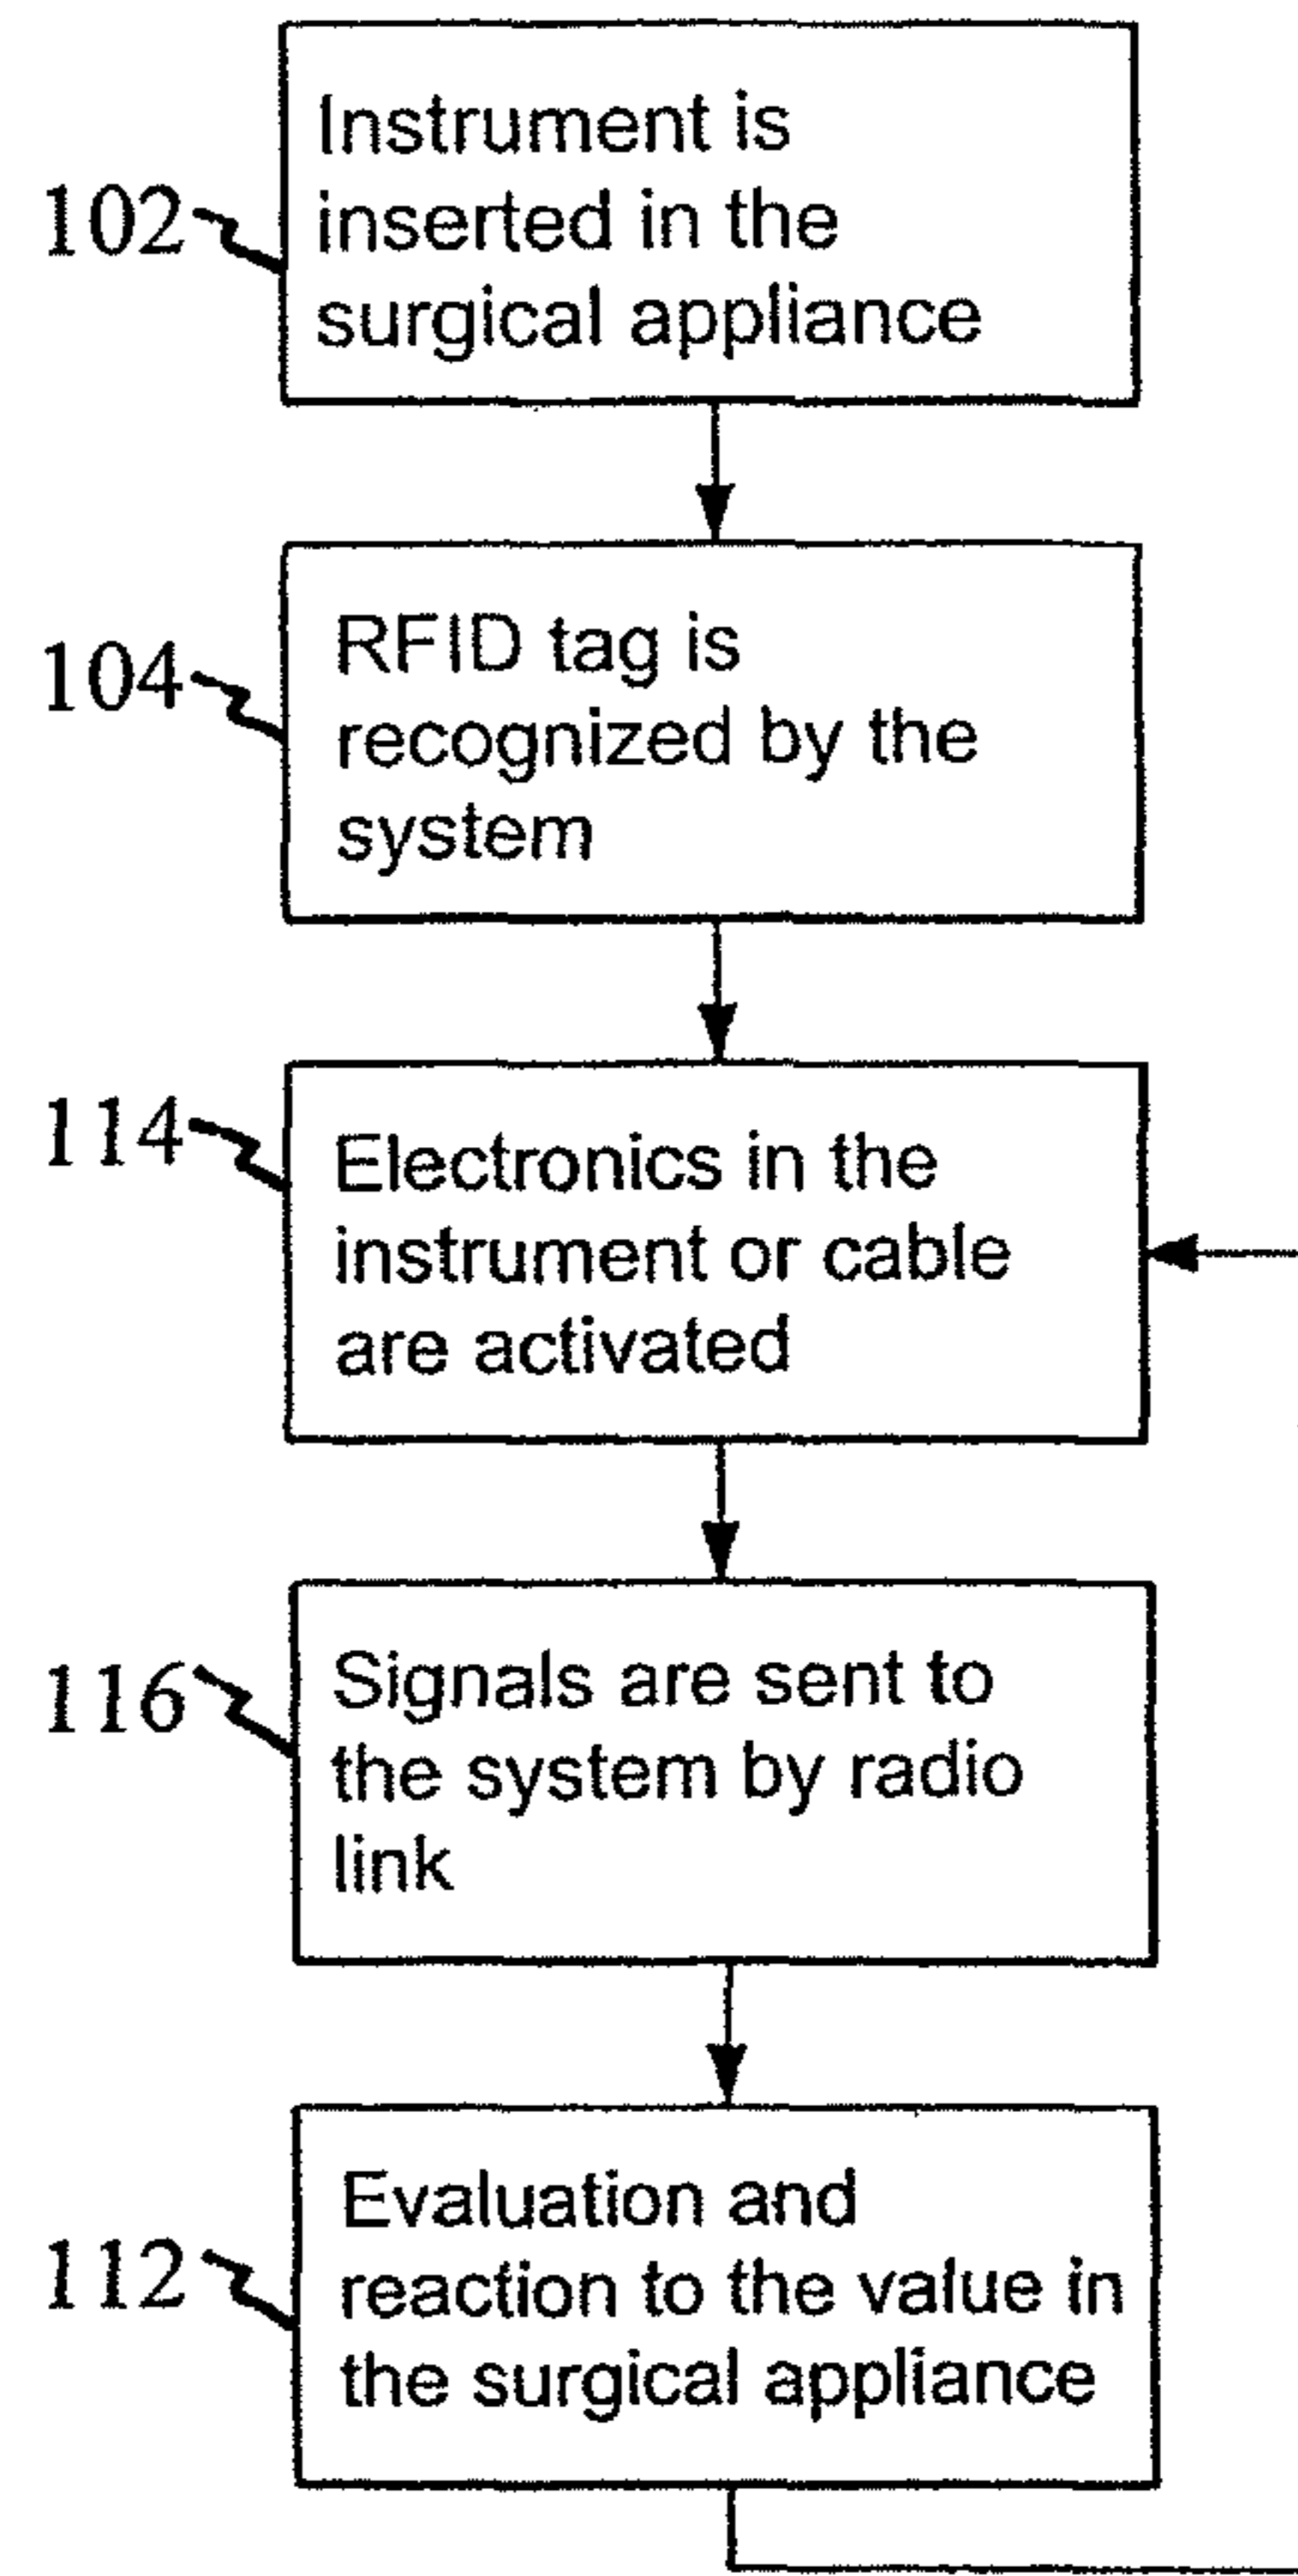 Instrument is
inserted in the
surgical appliance
102
RFID tag is
recognized by the
system
104
Electronics in the
instrument or cable
are activated
114
Signals are sent to
the system by radio
link
116
Evaluation and
reaction to the value in
the surgical appliance
112